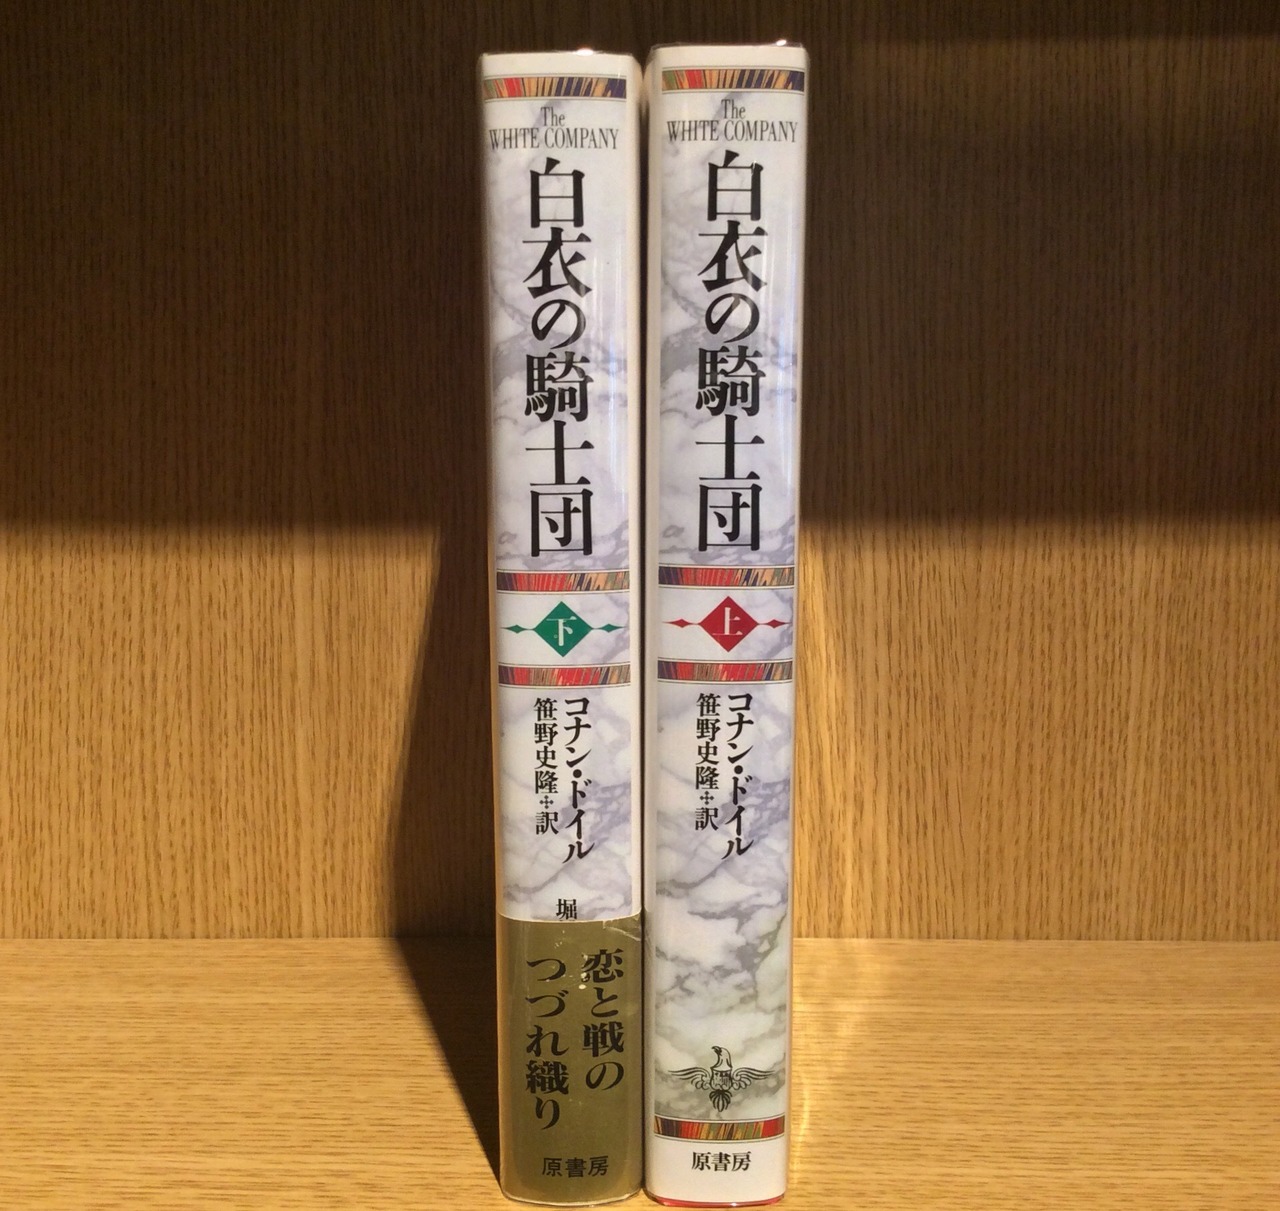 The
WHITE COMPANY
白衣の騎士団
下
コナン・ドイル
笹野史隆✢訳
堀
恋と戦の
つづれ織り
原書房
The
WHITE COMPANY
白衣の騎士団
上
コナン・ドイル
笹野史隆✢訳
原書房